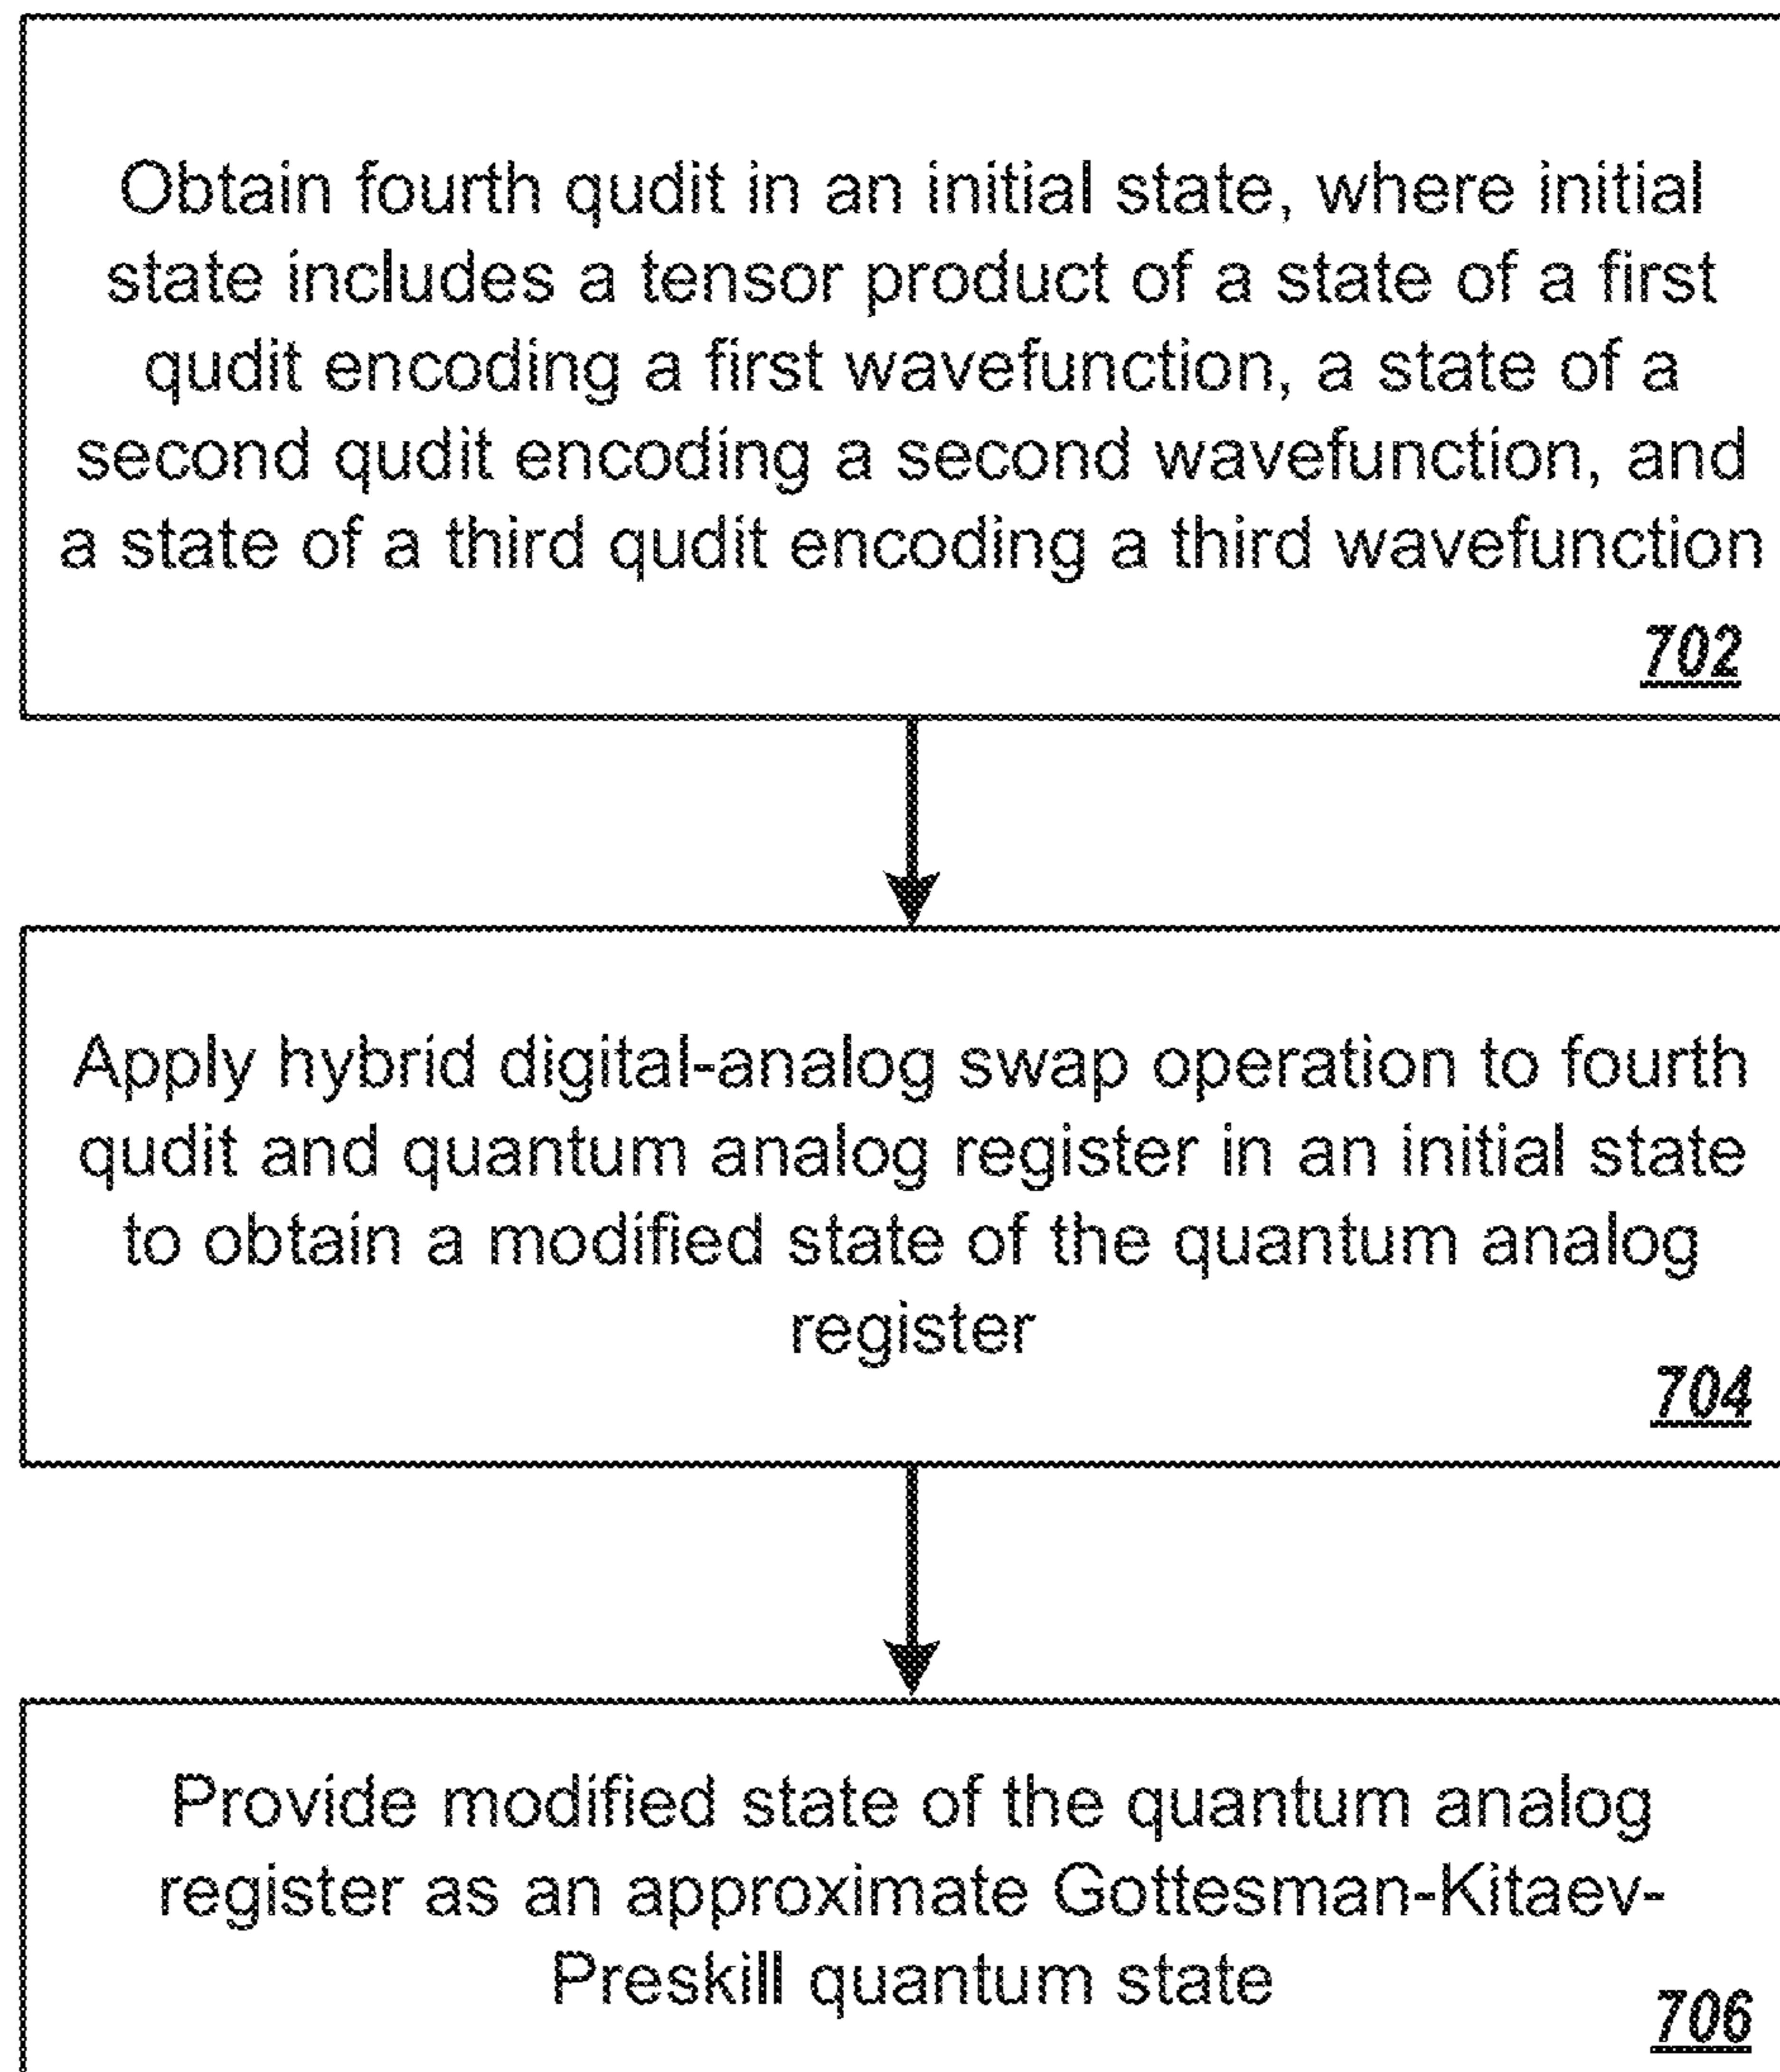 Obtain fourth qudit in an initial state, where initial
state includes a tensor product of a state of a first
qudit encoding a first wavefunction, a state of a
second qudit encoding a second wavefunction, and
a state of a third qudit encoding a third wavefunction
702
Apply hybrid digital-analog swap operation to fourth
qudit and quantum analog register in an initial state
to obtain a modified state of the quantum analog
register
704
Provide modified state of the quantum analog
register as an approximate Gottesman-Kitaev-
Preskill quantum state
706